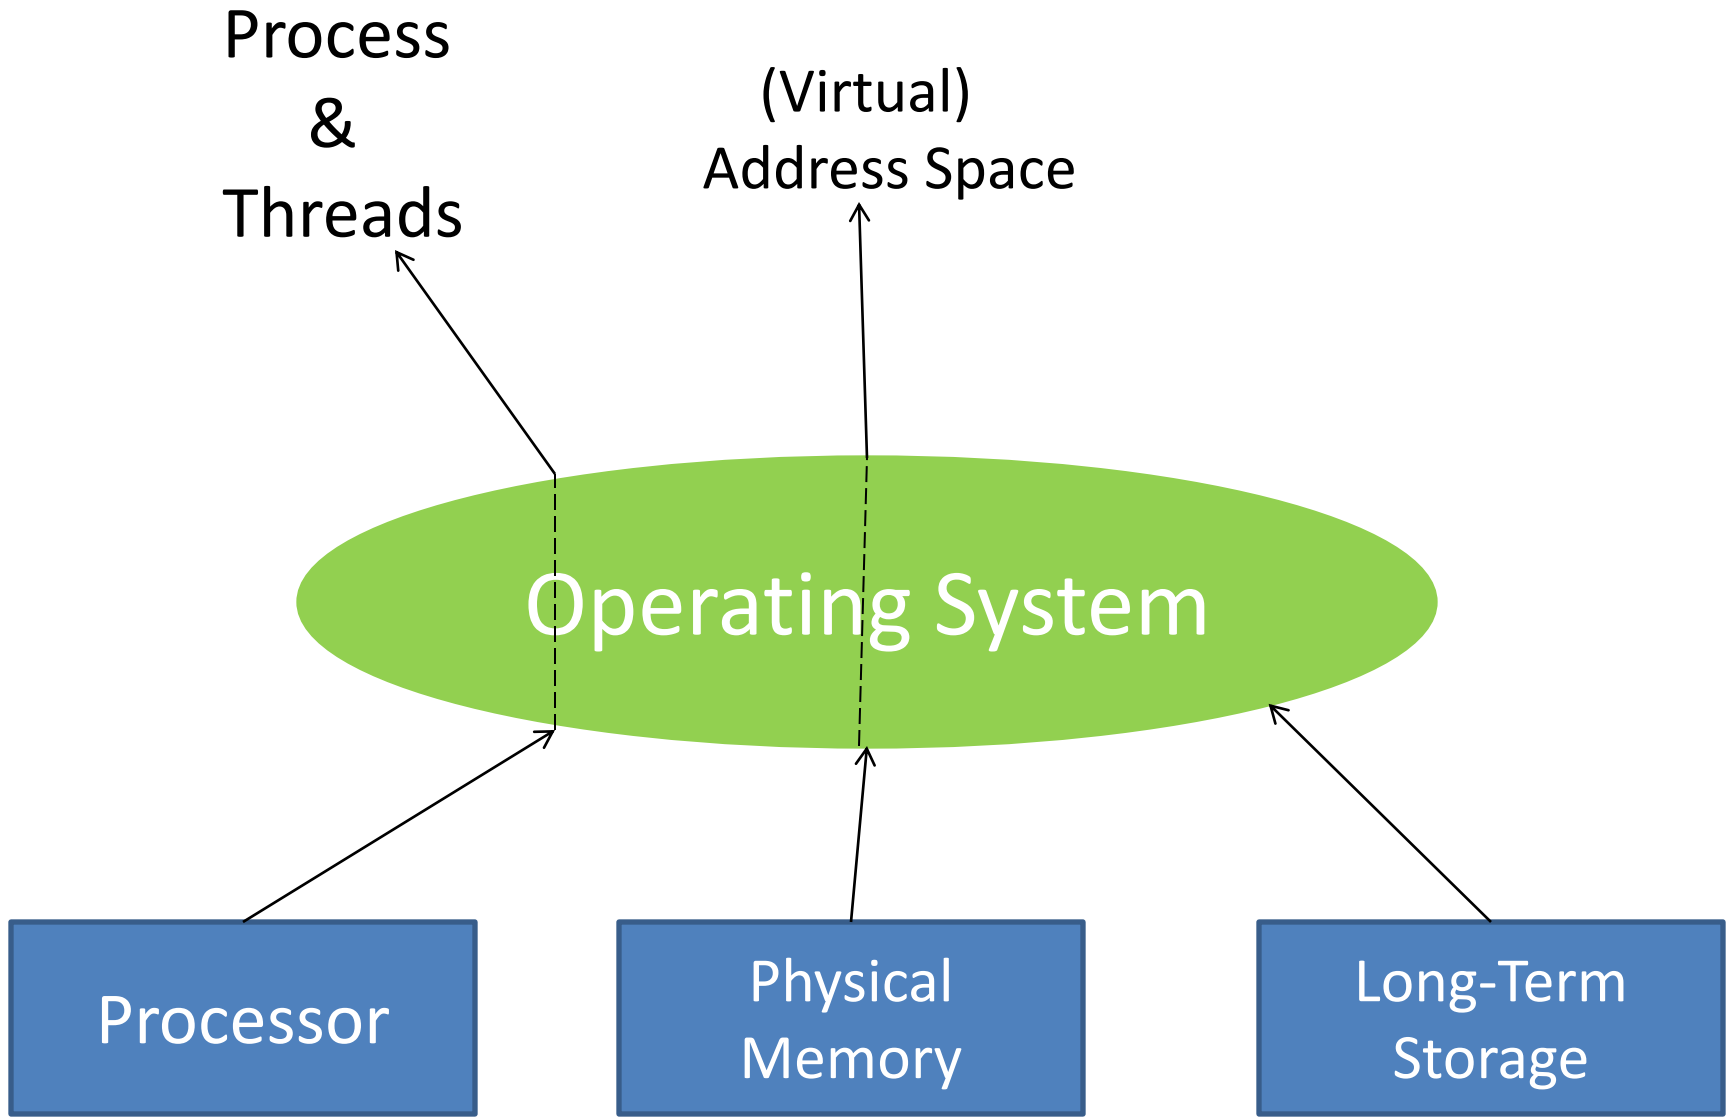 Process
&
Threads
(Virtual)
Address Space
Operating System
Processor
Physical
Memory
Long-Term
Storage